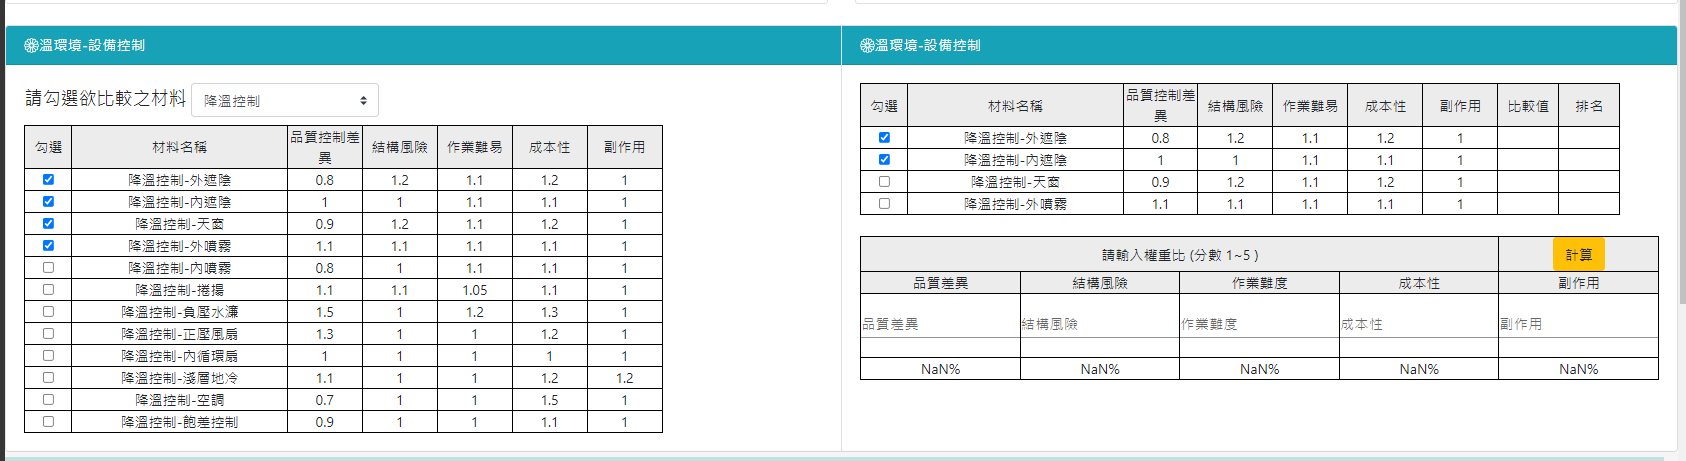 溫環境-設備控制
請勾選欲比較之材料 降溫控制
勾選 材料名稱 品質控制差異 結構風險 作業難易 成本性 副作用
降溫控制-外遮陰 0.8 1.2 1.1 1.2 1
降溫控制-內遮陰 1 1 1.1 1.1 1
降溫控制-天窗 0.9 1.2 1.1 1.2 1
降溫控制-外噴霧 1.1 1.1 1.1 1.1 1
降溫控制-內噴霧 0.8 1 1.1 1.1 1
降溫控制-捲揚 1.1 1.1 1.05 1.1 1
降溫控制-負壓水濂 1.5 1 1.2 1.3 1
降溫控制-正壓風扇 1.3 1 1 1.2 1
降溫控制-內循環扇 1 1 1 1 1
降溫控制-淺層地冷 1.1 1 1 1.2 1.2
降溫控制-空調 0.7 1 1 1.5 1
降溫控制-飽差控制 0.9 1 1 1.1 1
溫環境-設備控制
勾選 材料名稱 品質控制差異 結構風險 作業難易 成本性 副作用 比較值 排名
降溫控制-外遮陰 0.8 1.2 1.1 1.2 1
降溫控制-內遮陰 1 1 1.1 1.1 1
降溫控制-天窗 0.9 1.2 1.1 1.2 1
降溫控制-外噴霧 1.1 1.1 1.1 1.1 1
請輸入權重比 (分數 1~5 ) 計算
品質差異 結構風險 作業難度 成本性 副作用
品質差異 結構風險 作業難度 成本性 副作用
NaN% NaN% NaN% NaN% NaN%